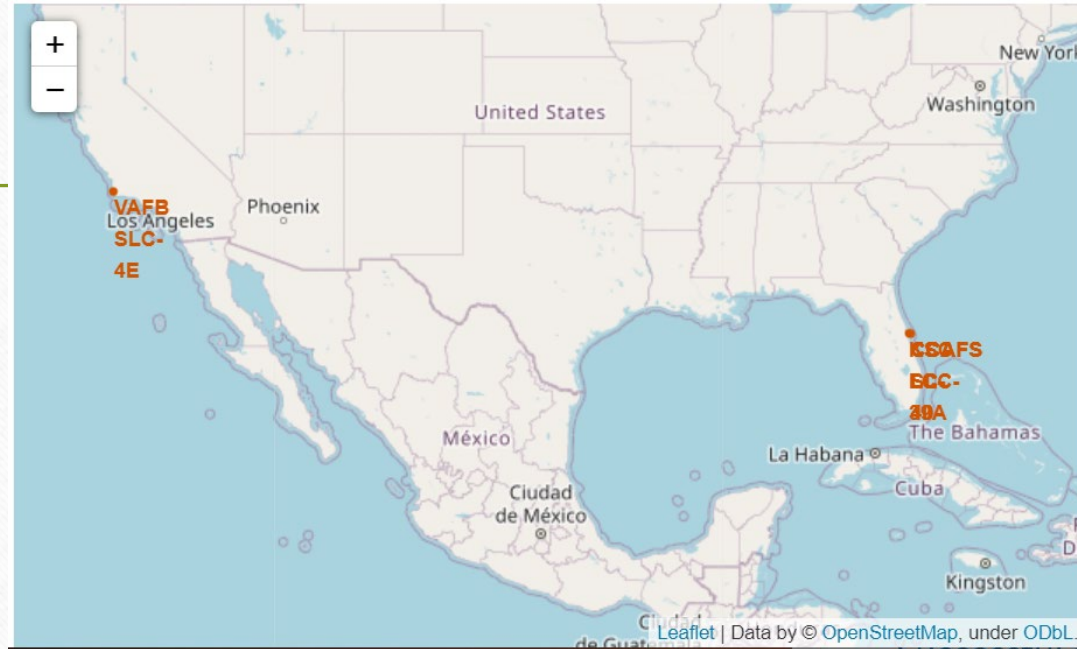 +
−
New York
Washington
United States
VAFB
Los Angeles
SLC-
4E
Phoenix
México
La Habana
The Bahamas
Cuba
Ciudad
de México
Kingston
Leaflet | Data by © OpenStreetMap, under ODbL.